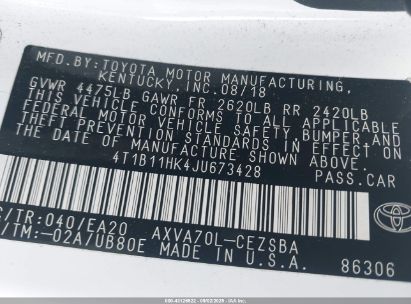 MFD.BY:TOYOTA MOTOR MANUFACTURING,
KENTUCKY, INC.08/18
GVWR 4475LB GAWR FR 2620LB RR 2420LB
THIS VEHICLE CONFORMS TO ALL APPLICABLE
FEDERAL MOTOR VEHICLE SAFETY, BUMPER, AND
THEFT PREVENTION STANDARDS IN EFFECT ON
THE DATE OF MANUFACTURE SHOWN ABOVE.
4T1B11HK4JU673428 PASS.CAR
C/TR:040/EA20 AXVA70L-CEZSBA
/TM:-02A/UB80E MADE IN U.S.A.
86306
TOYOTA